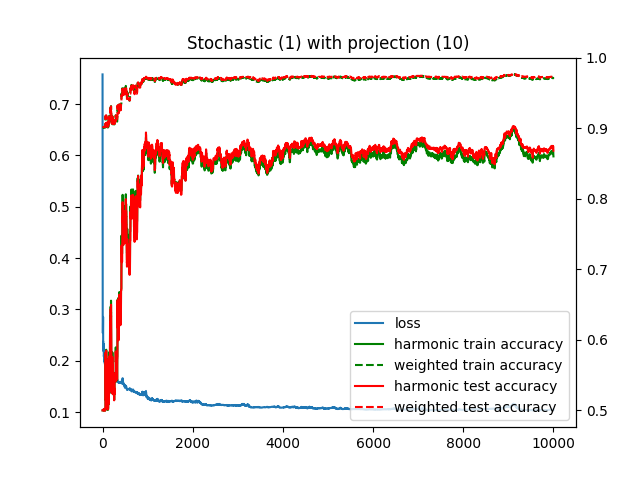 Stochastic (1) with projection (10)
0.7
0.6
0.5
0.4
0.3
0.2
0.1
1.0
0.9
0.8
0.7
0.6
0.5
loss
harmonic train accuracy
weighted train accuracy
harmonic test accuracy
weighted test accuracy
0 2000 4000 6000 8000 10000